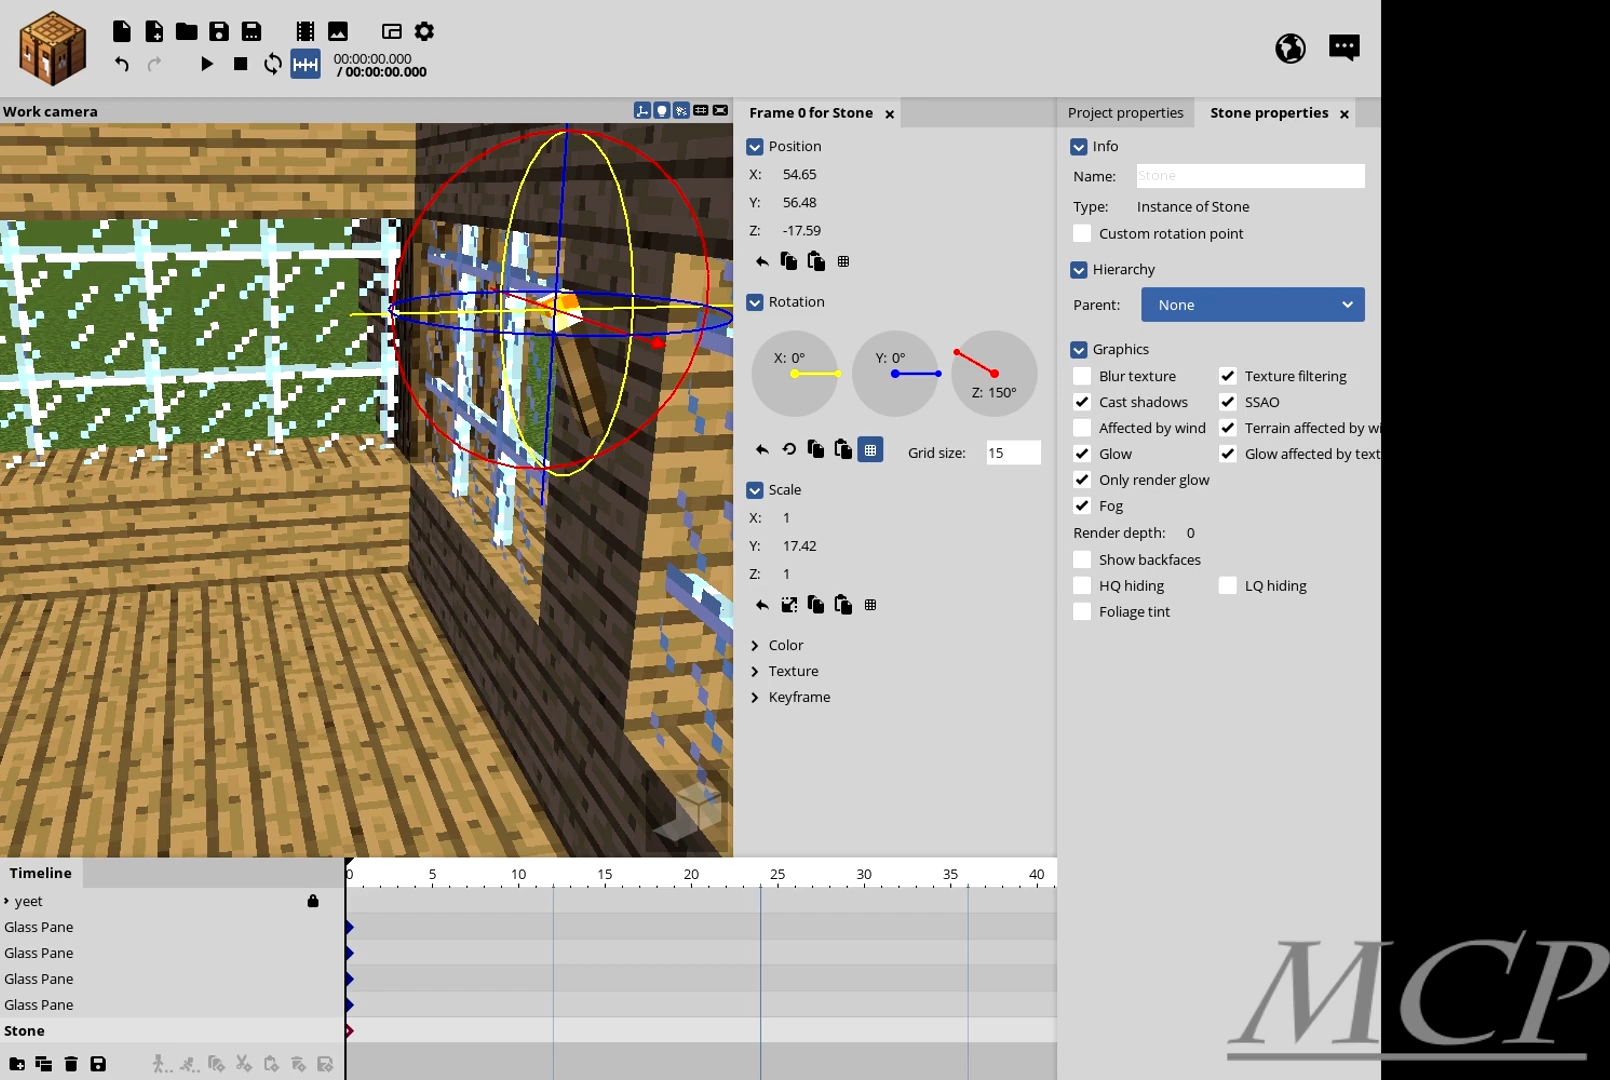 00:00:00.000
/ 00:00:00.000
Work camera
Frame 0 for Stone
Position
X: 54.65
Y: 56.48
Z: -17.59
Rotation
X: 0°
Y: 0°
Z: 150°
Grid size: 15
Scale
X: 1
Y: 17.42
Z: 1
Color
Texture
Keyframe
Project properties Stone properties
Info
Name: Stone
Type: Instance of Stone
Custom rotation point
Hierarchy
Parent: None
Graphics
Blur texture Texture filtering
Cast shadows SSAO
Affected by wind Terrain affected by wi
Glow Glow affected by text
Only render glow
Fog
Render depth: 0
Show backfaces
HQ hiding LQ hiding
Foliage tint
Timeline
0 5 10 15 20 25 30 35 40
yeet
Glass Pane
Glass Pane
Glass Pane
Glass Pane
Stone
MCP